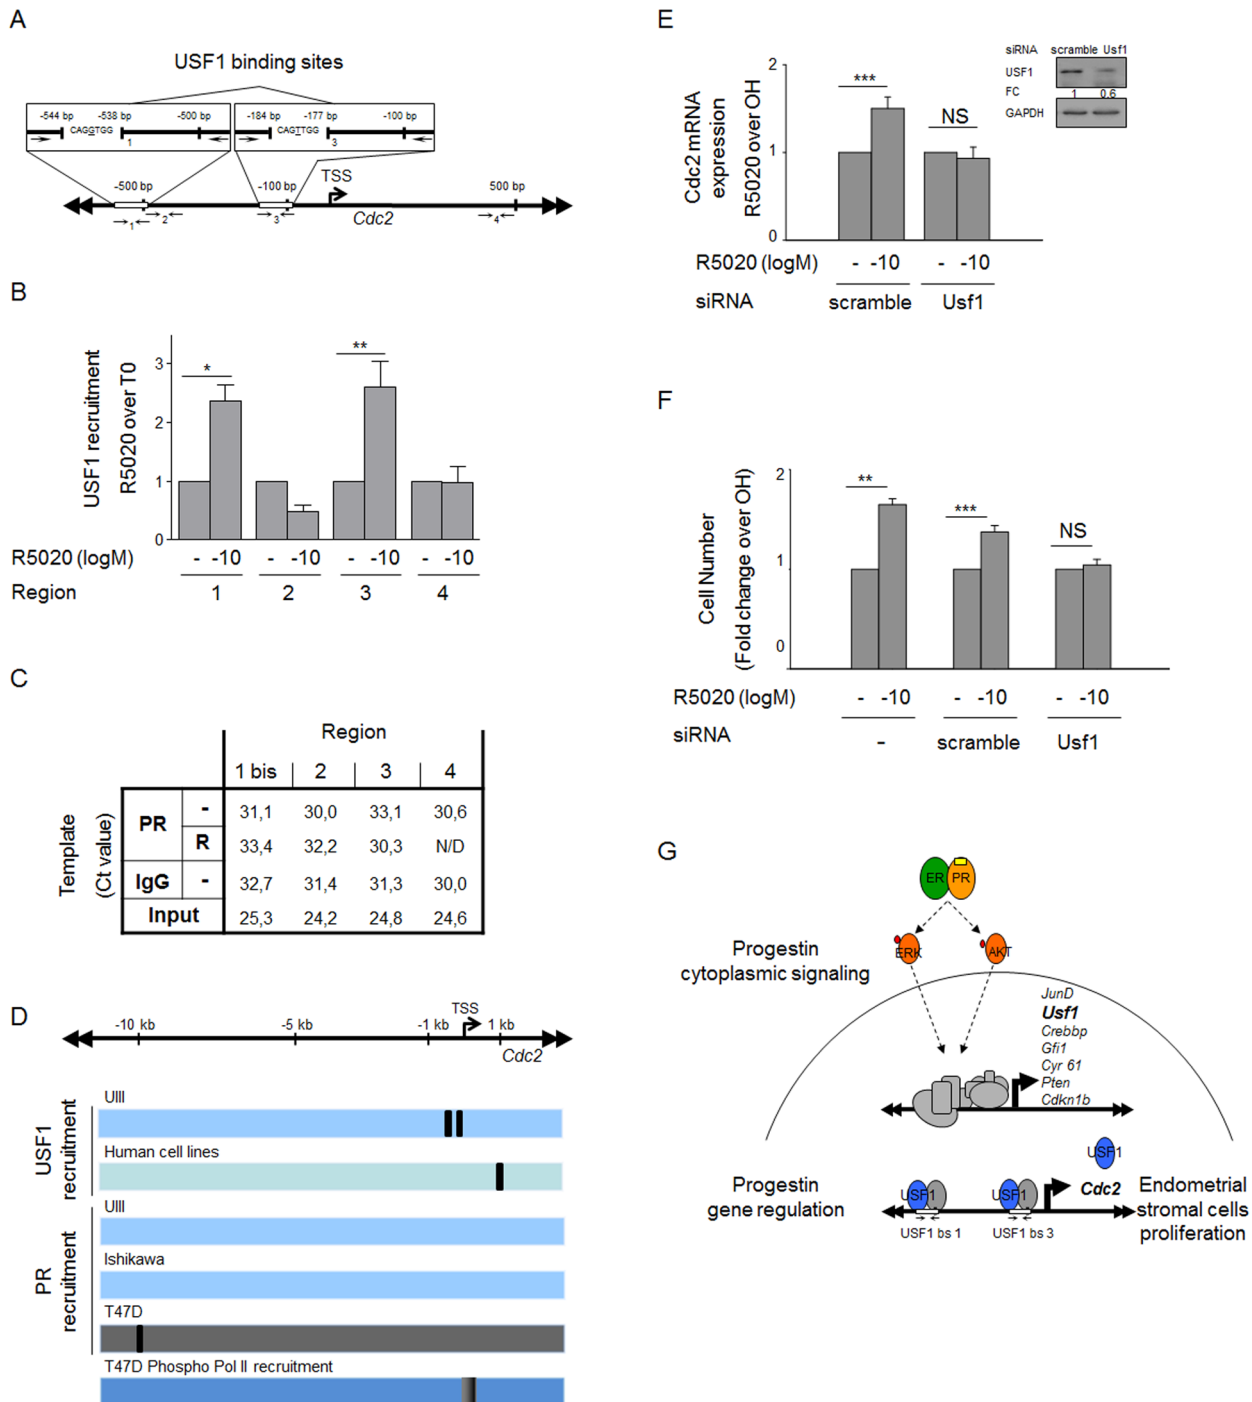 A
USF1 binding sites
-544 bp -538 bp -500 bp
CAGGTGG
1
-184 bp -177 bp -100 bp
CAGTTGG
3
-500 bp -100 bp TSS 500 bp
1 2 3 Cdc2 4
B
USF1 recruitment
R5020 over T0
3
2
1
0
* **
R5020 (logM) - -10 - -10 - -10 - -10
Region 1 2 3 4
C
Region
1 bis 2 3 4
Template
(Ct value)
PR - 31,1 30,0 33,1 30,6
R 33,4 32,2 30,3 N/D
IgG - 32,7 31,4 31,3 30,0
Input 25,3 24,2 24,8 24,6
D
-10 kb -5 kb -1 kb TSS 1 kb
Cdc2
USF1
recruitment
UIII
Human cell lines
PR
recruitment
UIII
Ishikawa
T47D
T47D Phospho Pol II recruitment
E
Cdc2 mRNA
expression
R5020 over OH
2
1
0
*** NS
R5020 (logM) - -10 - -10
siRNA scramble Usf1
siRNA scramble Usf1
USF1
FC 1 0.6
GAPDH
F
Cell Number
(Fold change over OH)
2
1
0
** *** NS
R5020 (logM) - -10 - -10 - -10
siRNA - scramble Usf1
G
ER PR
ERK AKT
Progestin
cytoplasmic signaling
JunD
Usf1
Crebbp
Gfi1
Cyr 61
Pten
Cdkn1b
USF1
Progestin
gene regulation
USF1 USF1 Cdc2
USF1 bs 1 USF1 bs 3
Endometrial
stromal cells
proliferation